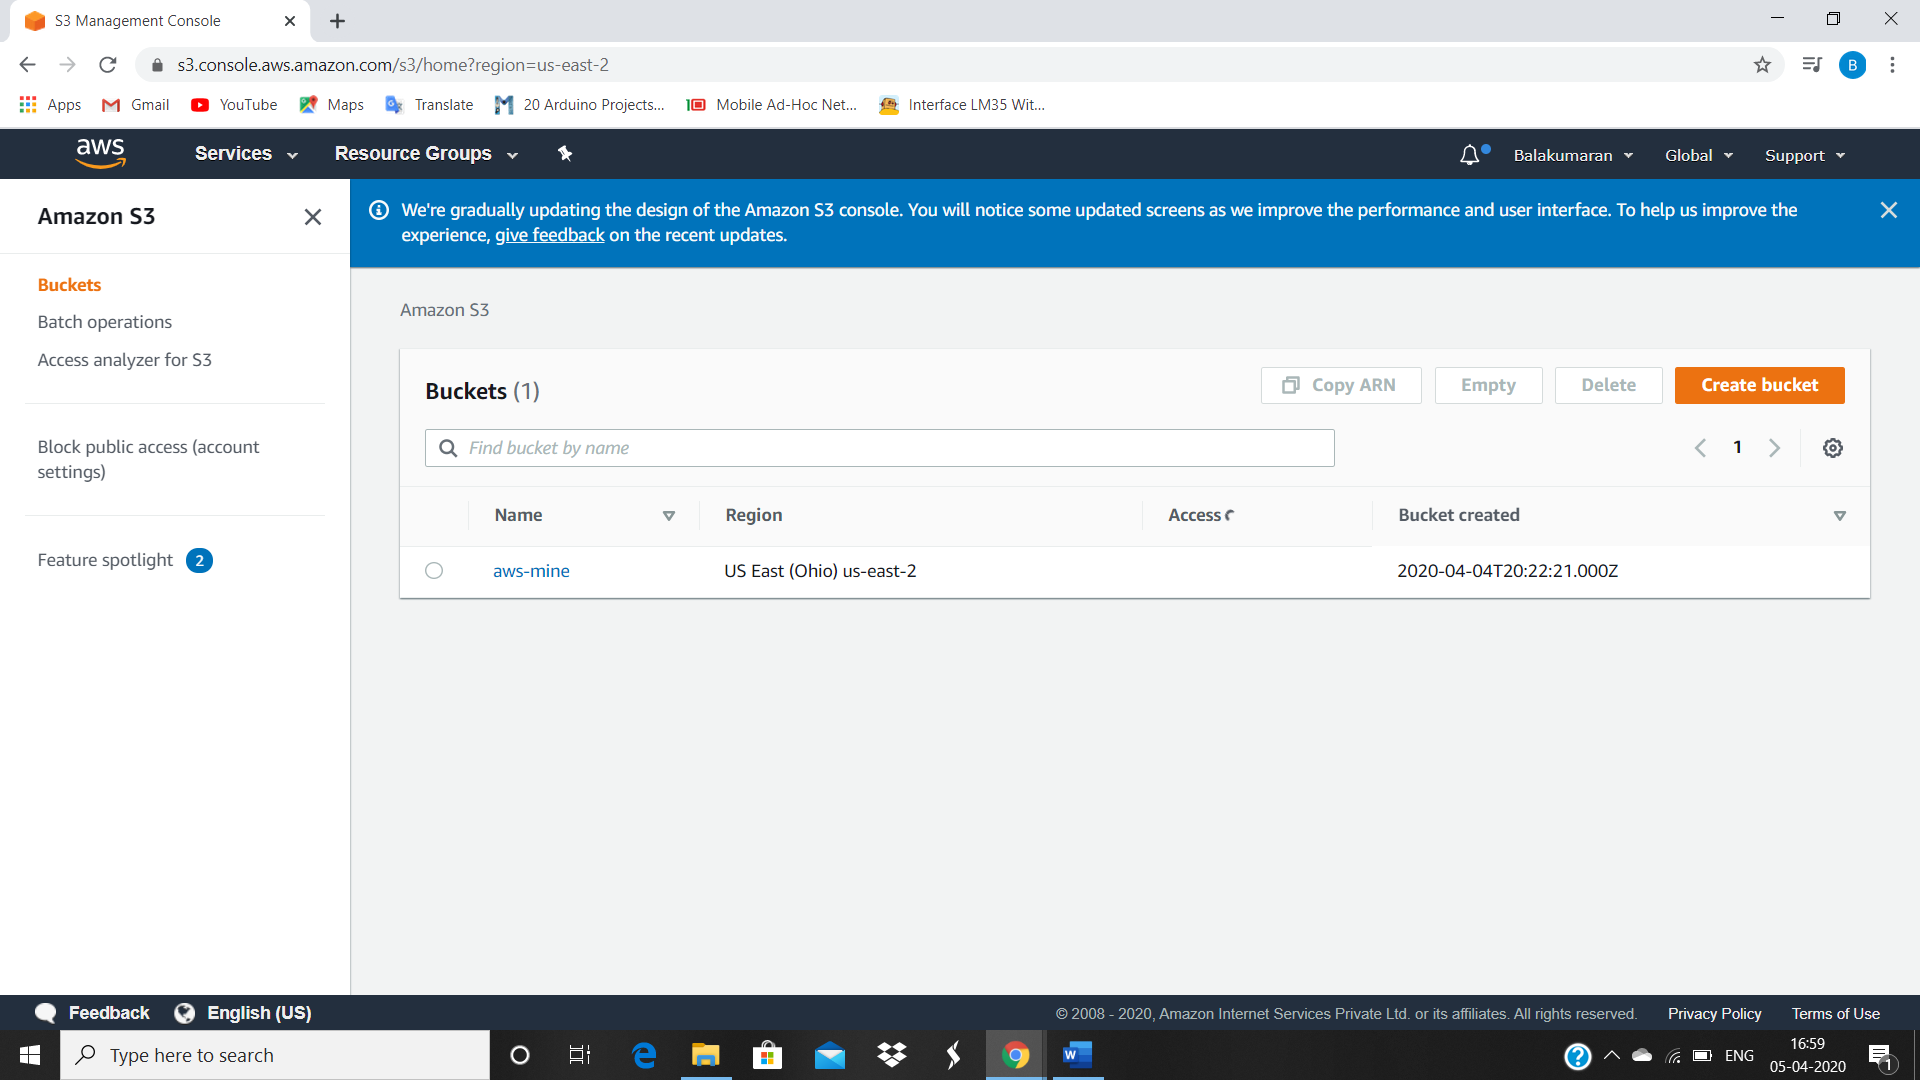 S3 Management Console
s3.console.aws.amazon.com/s3/home?region=us-east-2
B
Apps Gmail YouTube Maps Translate 20 Arduino Projects... Mobile Ad-Hoc Net... Interface LM35 Wit...
aws Services Resource Groups Balakumaran Global Support
Amazon S3
We're gradually updating the design of the Amazon S3 console. You will notice some updated screens as we improve the performance and user interface. To help us improve the
experience, give feedback on the recent updates.
Buckets
Batch operations
Access analyzer for S3
Block public access (account
settings)
Feature spotlight 2
Amazon S3
Buckets (1) Copy ARN Empty Delete Create bucket
Find bucket by name 1
Name Region Access Bucket created
aws-mine US East (Ohio) us-east-2 2020-04-04T20:22:21.000Z
Feedback English (US) © 2008 - 2020, Amazon Internet Services Private Ltd. or its affiliates. All rights reserved. Privacy Policy Terms of Use
Type here to search ENG
16:59
05-04-2020
1